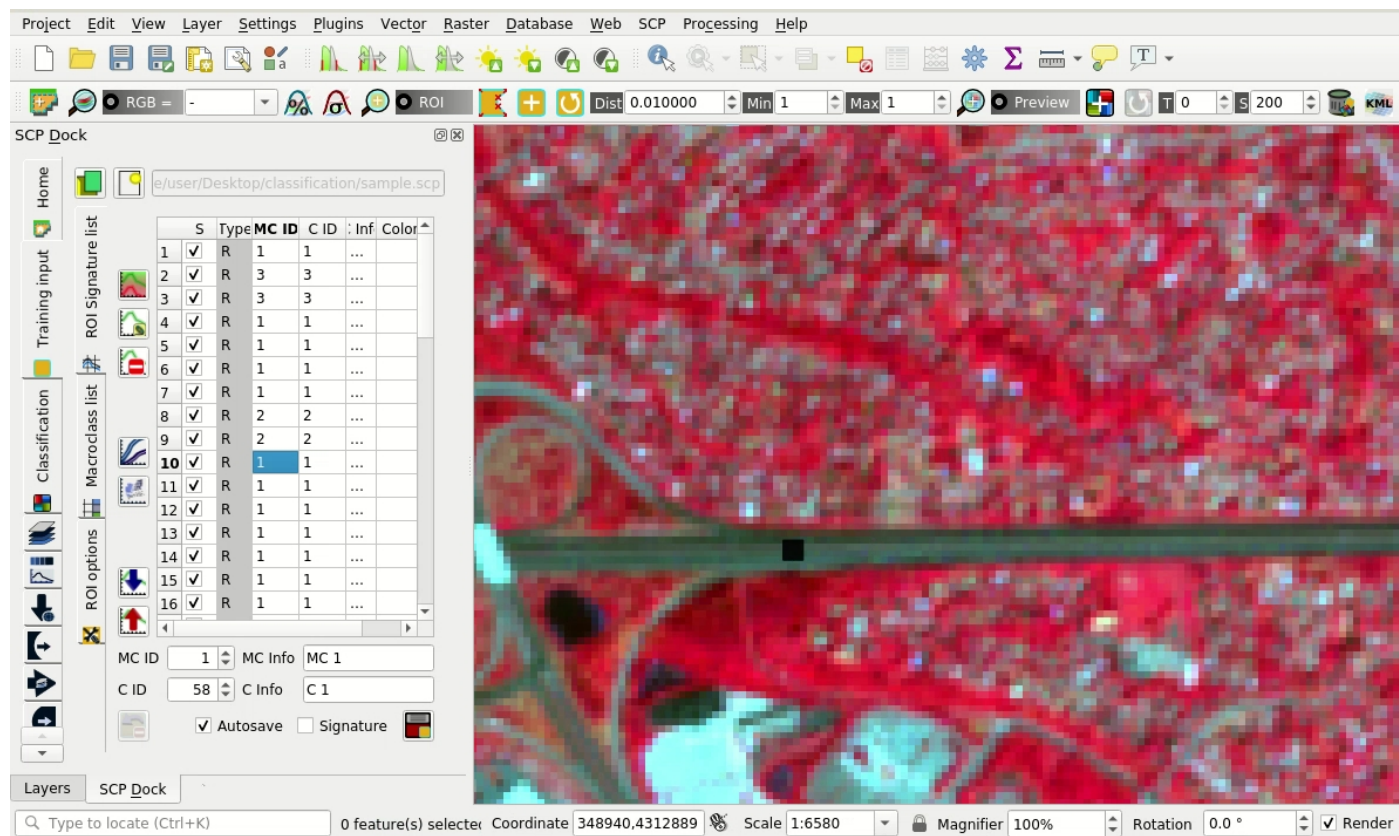 Project Edit View Layer Settings Plugins Vector Raster Database Web SCP Processing Help
RGB = - ROI Dist 0.010000 Min 1 Max 1 Preview T 0 S 200 KML
SCP Dock
Home
Training input
Classification
ROI Signature list
Macroclass list
ROI options
e/user/Desktop/classification/sample.scp
S Type MC ID C ID : Inf Color
1 R 1 1 ...
2 R 3 3 ...
3 R 3 3 ...
4 R 1 1 ...
5 R 1 1 ...
6 R 1 1 ...
7 R 1 1 ...
8 R 2 2 ...
9 R 2 2 ...
10 R 1 1 ...
11 R 1 1 ...
12 R 1 1 ...
13 R 1 1 ...
14 R 1 1 ...
15 R 1 1 ...
16 R 1 1 ...
MC ID 1 MC Info MC 1
C ID 58 C Info C 1
Autosave Signature
Layers SCP Dock
Type to locate (Ctrl+K) 0 feature(s) selected Coordinate 348940,4312889 Scale 1:6580 Magnifier 100% Rotation 0.0 ° Render